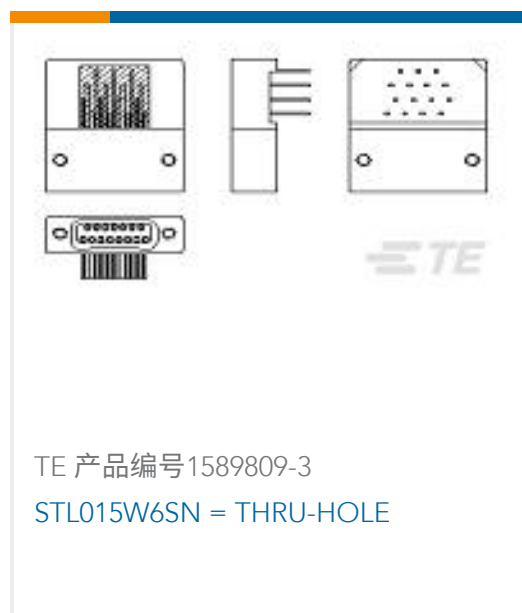 TE
TE 产品编号1589809-3
STL015W6SN = THRU-HOLE